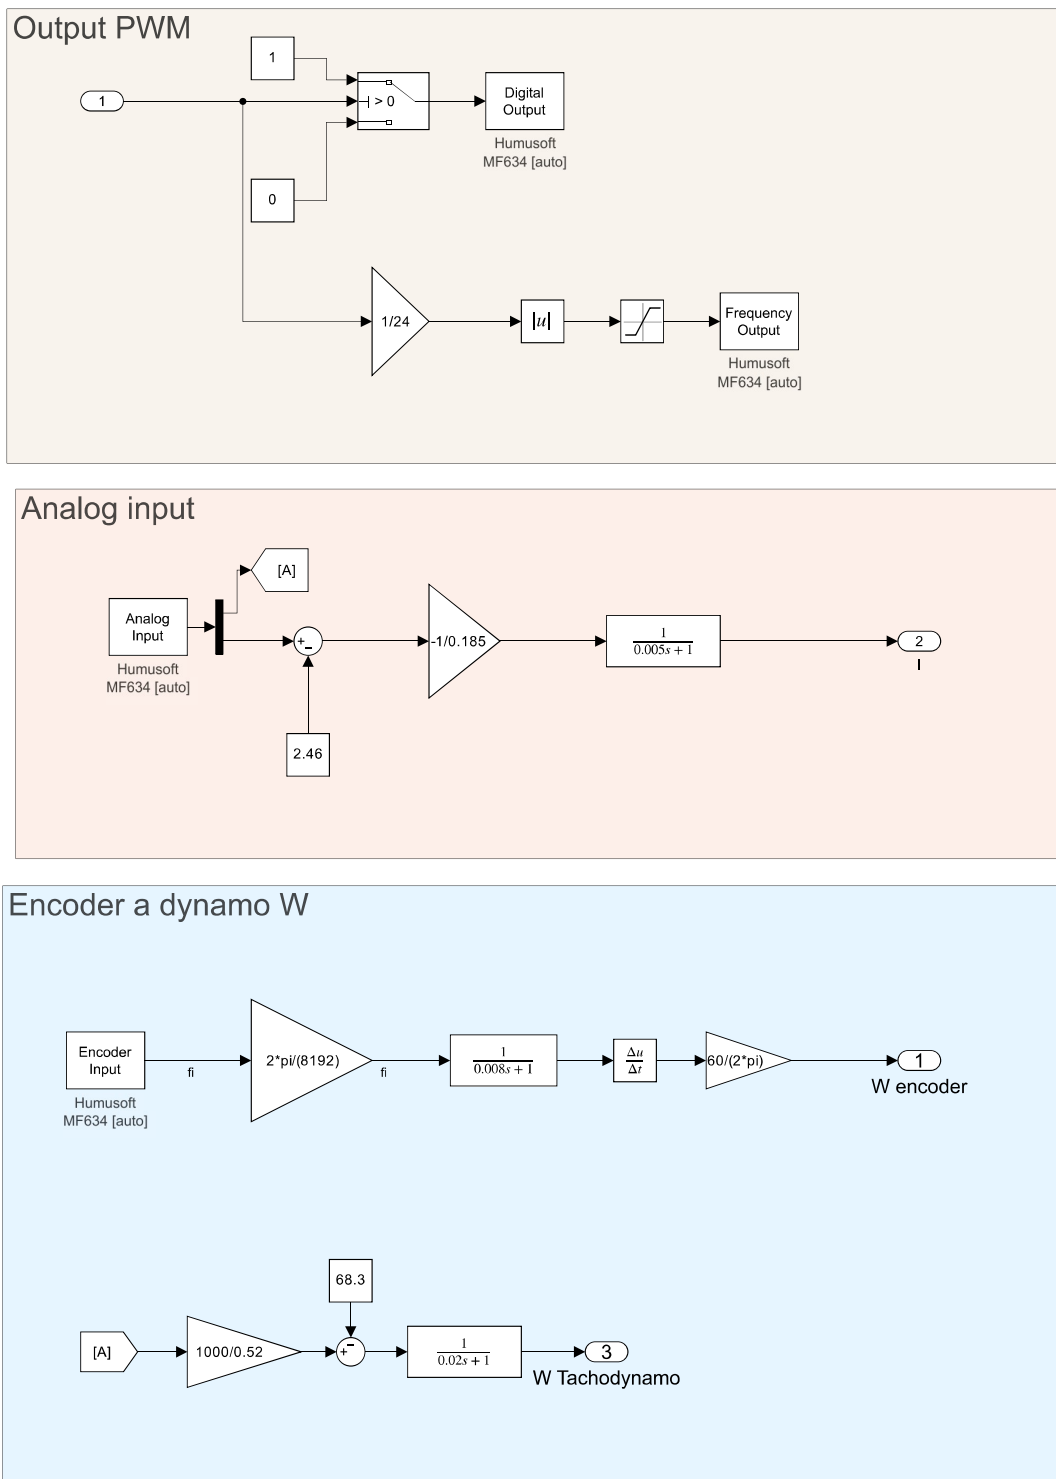 Output PWM
1
1
> 0
Digital
Output
Humusoft
MF634 [auto]
0
1/24
|u|
Frequency
Output
Humusoft
MF634 [auto]
Analog input
[A]
Analog
Input
Humusoft
MF634 [auto]
+
-
-1/0.185
1
0.005s + 1
2
I
2.46
Encoder a dynamo W
Encoder
Input
Humusoft
MF634 [auto]
fi
2*pi/(8192)
fi
1
0.008s + 1
Δu
Δt
60/(2*pi)
1
W encoder
68.3
[A]
1000/0.52
-
+
1
0.02s + 1
3
W Tachodynamo